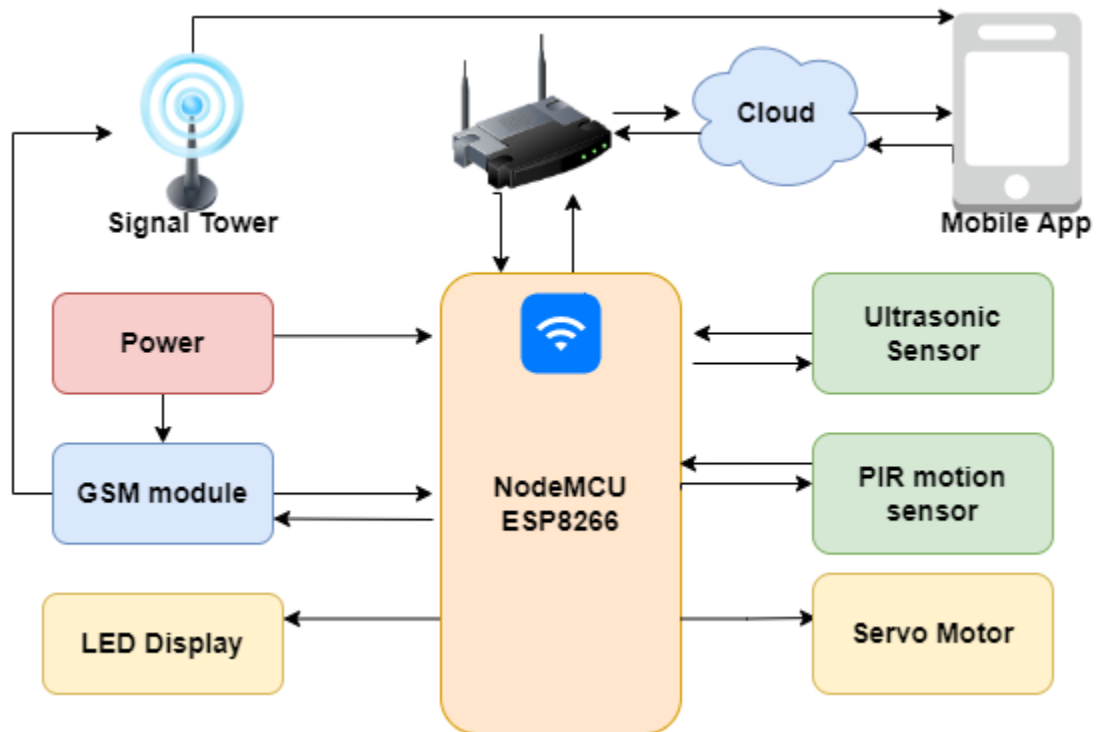 Cloud
Signal Tower
Mobile App
Power
Ultrasonic
Sensor
GSM module
NodeMCU
ESP8266
PIR motion
sensor
LED Display
Servo Motor